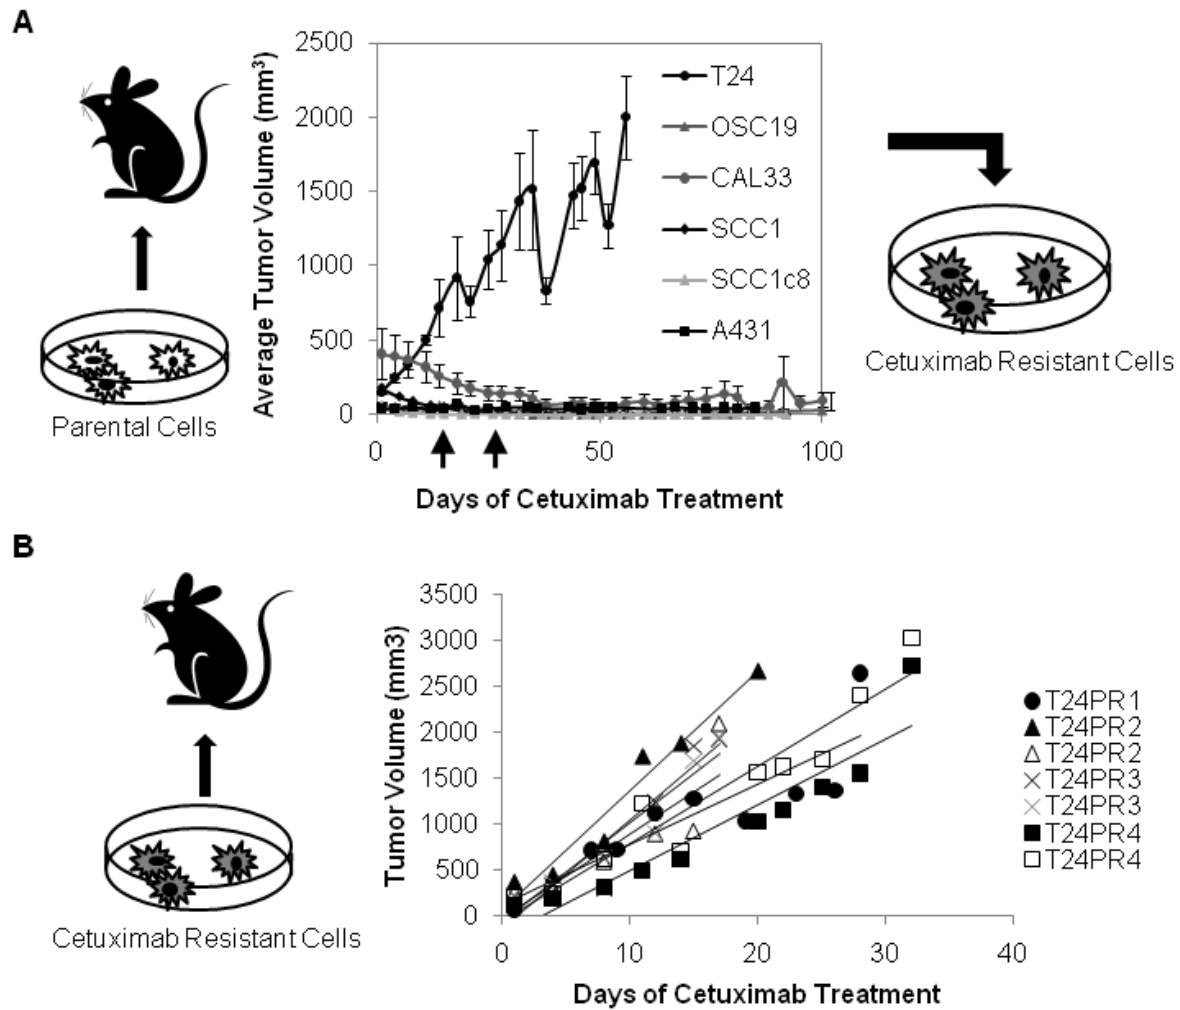 A
Parental Cells
Average Tumor Volume (mm³)
2500
2000
1500
1000
500
0
0
50
100
Days of Cetuximab Treatment
T24
OSC19
CAL33
SCC1
SCC1c8
A431
Cetuximab Resistant Cells
B
Cetuximab Resistant Cells
Tumor Volume (mm3)
3500
3000
2500
2000
1500
1000
500
0
0
10
20
30
40
Days of Cetuximab Treatment
T24PR1
T24PR2
T24PR2
T24PR3
T24PR3
T24PR4
T24PR4